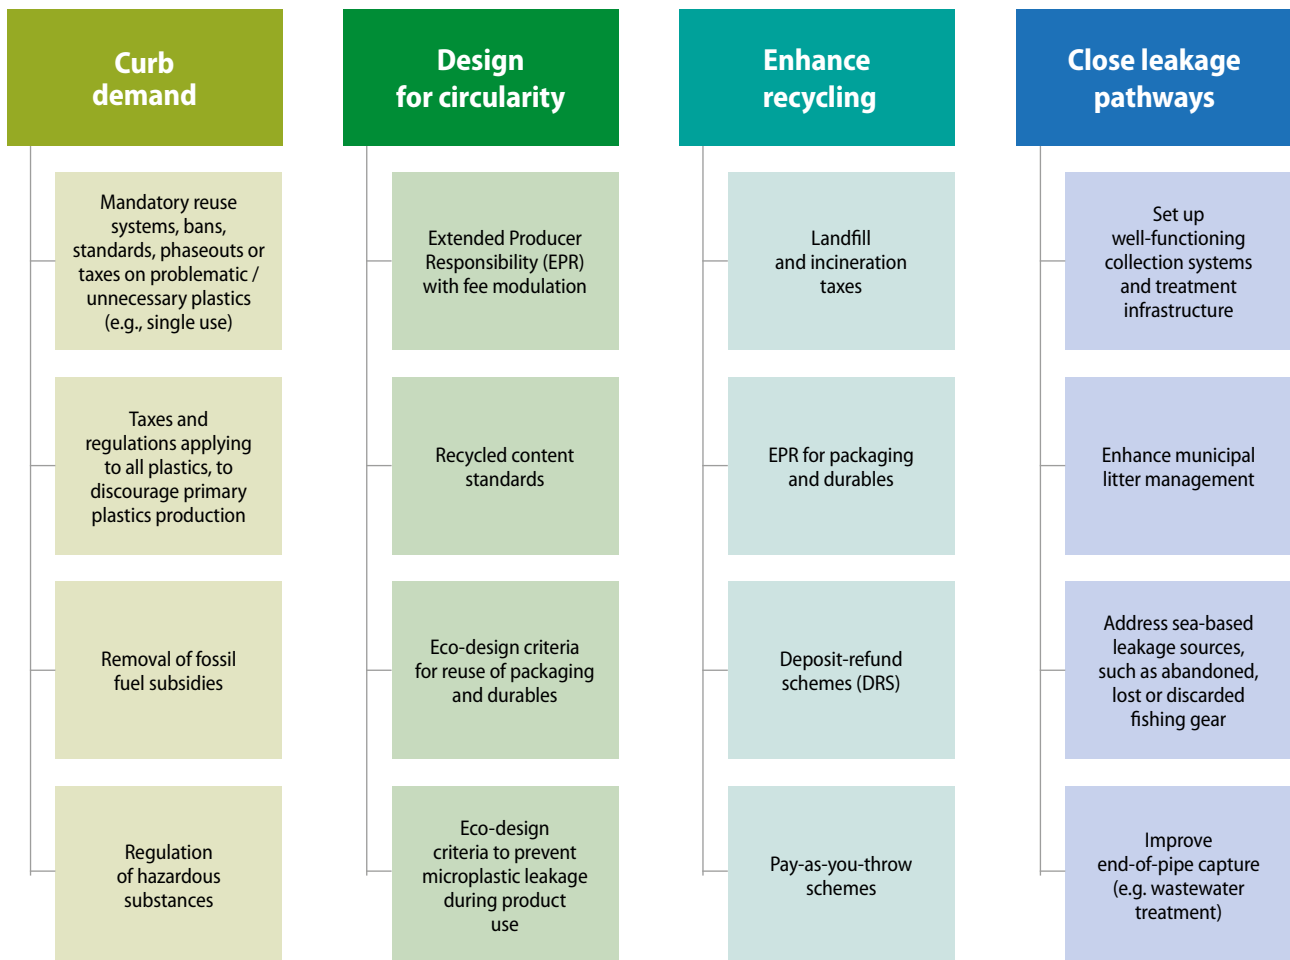 Curb
demand
Mandatory reuse
systems, bans,
standards, phaseouts or
taxes on problematic /
unnecessary plastics
(e.g., single use)
Taxes and
regulations applying
to all plastics, to
discourage primary
plastics production
Removal of fossil
fuel subsidies
Regulation
of hazardous
substances
Design
for circularity
Extended Producer
Responsibility (EPR)
with fee modulation
Recycled content
standards
Eco-design criteria
for reuse of packaging
and durables
Eco-design
criteria to prevent
microplastic leakage
during product
use
Enhance
recycling
Landfill
and incineration
taxes
EPR for packaging
and durables
Deposit-refund
schemes (DRS)
Pay-as-you-throw
schemes
Close leakage
pathways
Set up
well-functioning
collection systems
and treatment
infrastructure
Enhance municipal
litter management
Address sea-based
leakage sources,
such as abandoned,
lost or discarded
fishing gear
Improve
end-of-pipe capture
(e.g. wastewater
treatment)